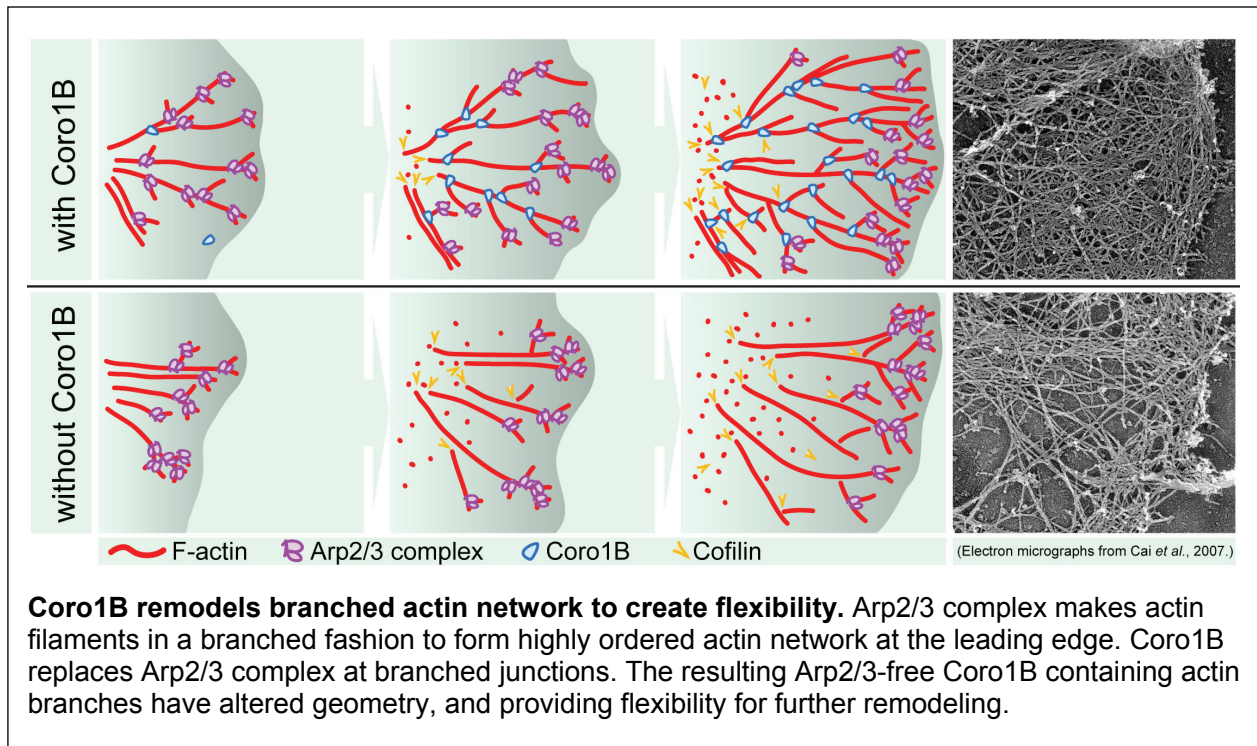 with Coro1B
without Coro1B
F-actin Arp2/3 complex Coro1B Cofilin
(Electron micrographs from Cai et al., 2007.)
Coro1B remodels branched actin network to create flexibility. Arp2/3 complex makes actin
filaments in a branched fashion to form highly ordered actin network at the leading edge. Coro1B
replaces Arp2/3 complex at branched junctions. The resulting Arp2/3-free Coro1B containing actin
branches have altered geometry, and providing flexibility for further remodeling.